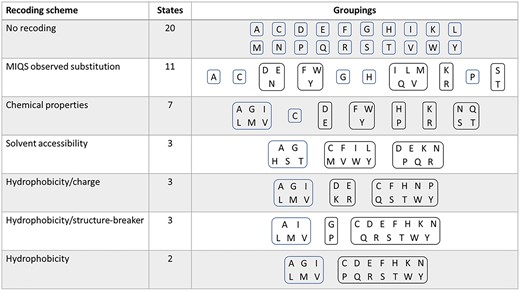 Recoding scheme States Groupings
No recoding 20 A C D E F G H I K L
M N P Q R S T V W Y
MIQS observed substitution 11 A C D E F W G H I L M K P S
N Y Q V R T
Chemical properties 7 A G I C D F W H K N Q
L M V E Y P R S T
Solvent accessibility 3 A G C F I L D E K N
H S T M V W Y P Q R
Hydrophobicity/charge 3 A G I D E C F H N P
L M V K R Q S T W Y
Hydrophobicity/structure-breaker 3 A I G C D E F H K N
L M V P Q R S T W Y
Hydrophobicity 2 A G I C D E F H K N
L M V P Q R S T W Y